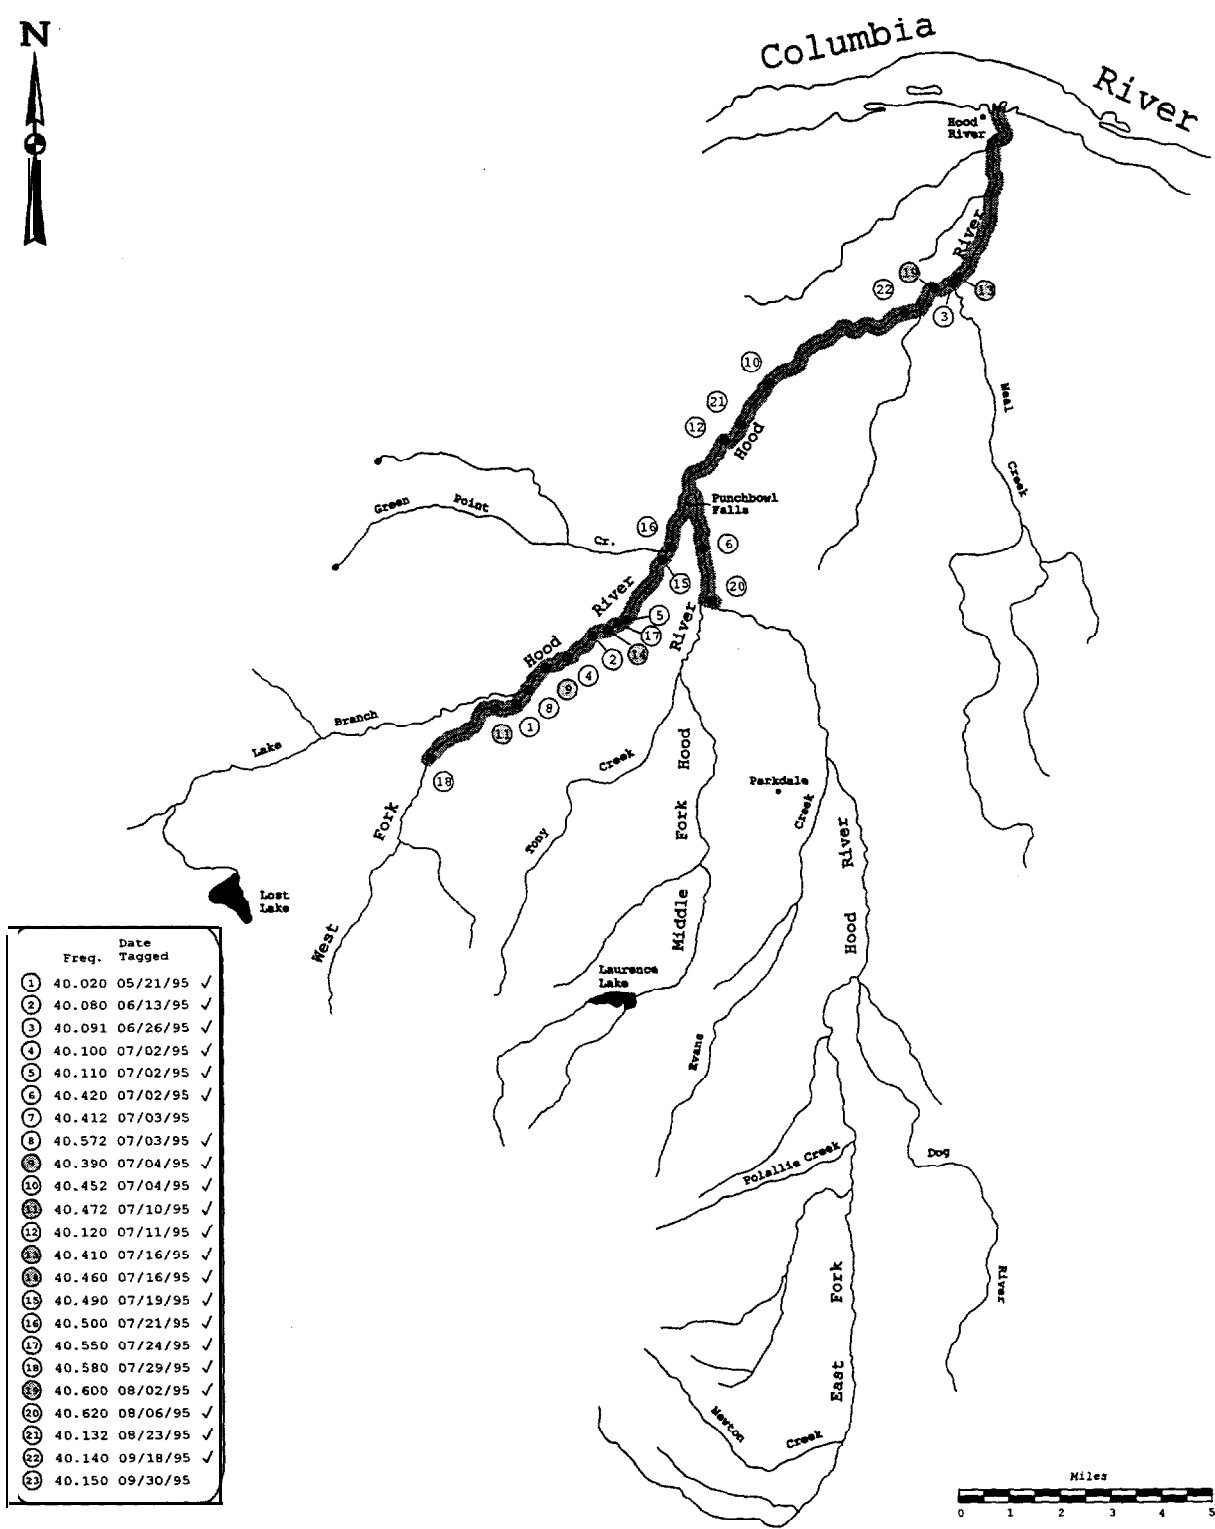 N
Columbia
River
Hood
River
River
19
22
13
3
10
21
12
Hood
Neal
Creek
Punchbowl
Falls
Green
Point
Cr.
16
6
15
20
River
5
River
17
14
Hood
2
4
9
8
1
11
Branch
Lake
18
Creek
Hood
Parkdale
Creek
Fork
Fork
River
Tony
Lost
Lake
West
Middle
Hood
Laurence
Lake
Evans
Dog
Polallie Creek
River
Fork
East
Newton
Creek
Date
Freq. Tagged
1 40.020 05/21/95 ✓
2 40.080 06/13/95 ✓
3 40.091 06/26/95 ✓
4 40.100 07/02/95 ✓
5 40.110 07/02/95 ✓
6 40.420 07/02/95 ✓
7 40.412 07/03/95
8 40.572 07/03/95 ✓
9 40.390 07/04/95 ✓
10 40.452 07/04/95 ✓
11 40.472 07/10/95 ✓
12 40.120 07/11/95 ✓
13 40.410 07/16/95 ✓
14 40.460 07/16/95 ✓
15 40.490 07/19/95 ✓
16 40.500 07/21/95 ✓
17 40.550 07/24/95 ✓
18 40.580 07/29/95 ✓
19 40.600 08/02/95 ✓
20 40.620 08/06/95 ✓
21 40.132 08/23/95 ✓
22 40.140 09/18/95 ✓
23 40.150 09/30/95
Miles
0 1 2 3 4 5